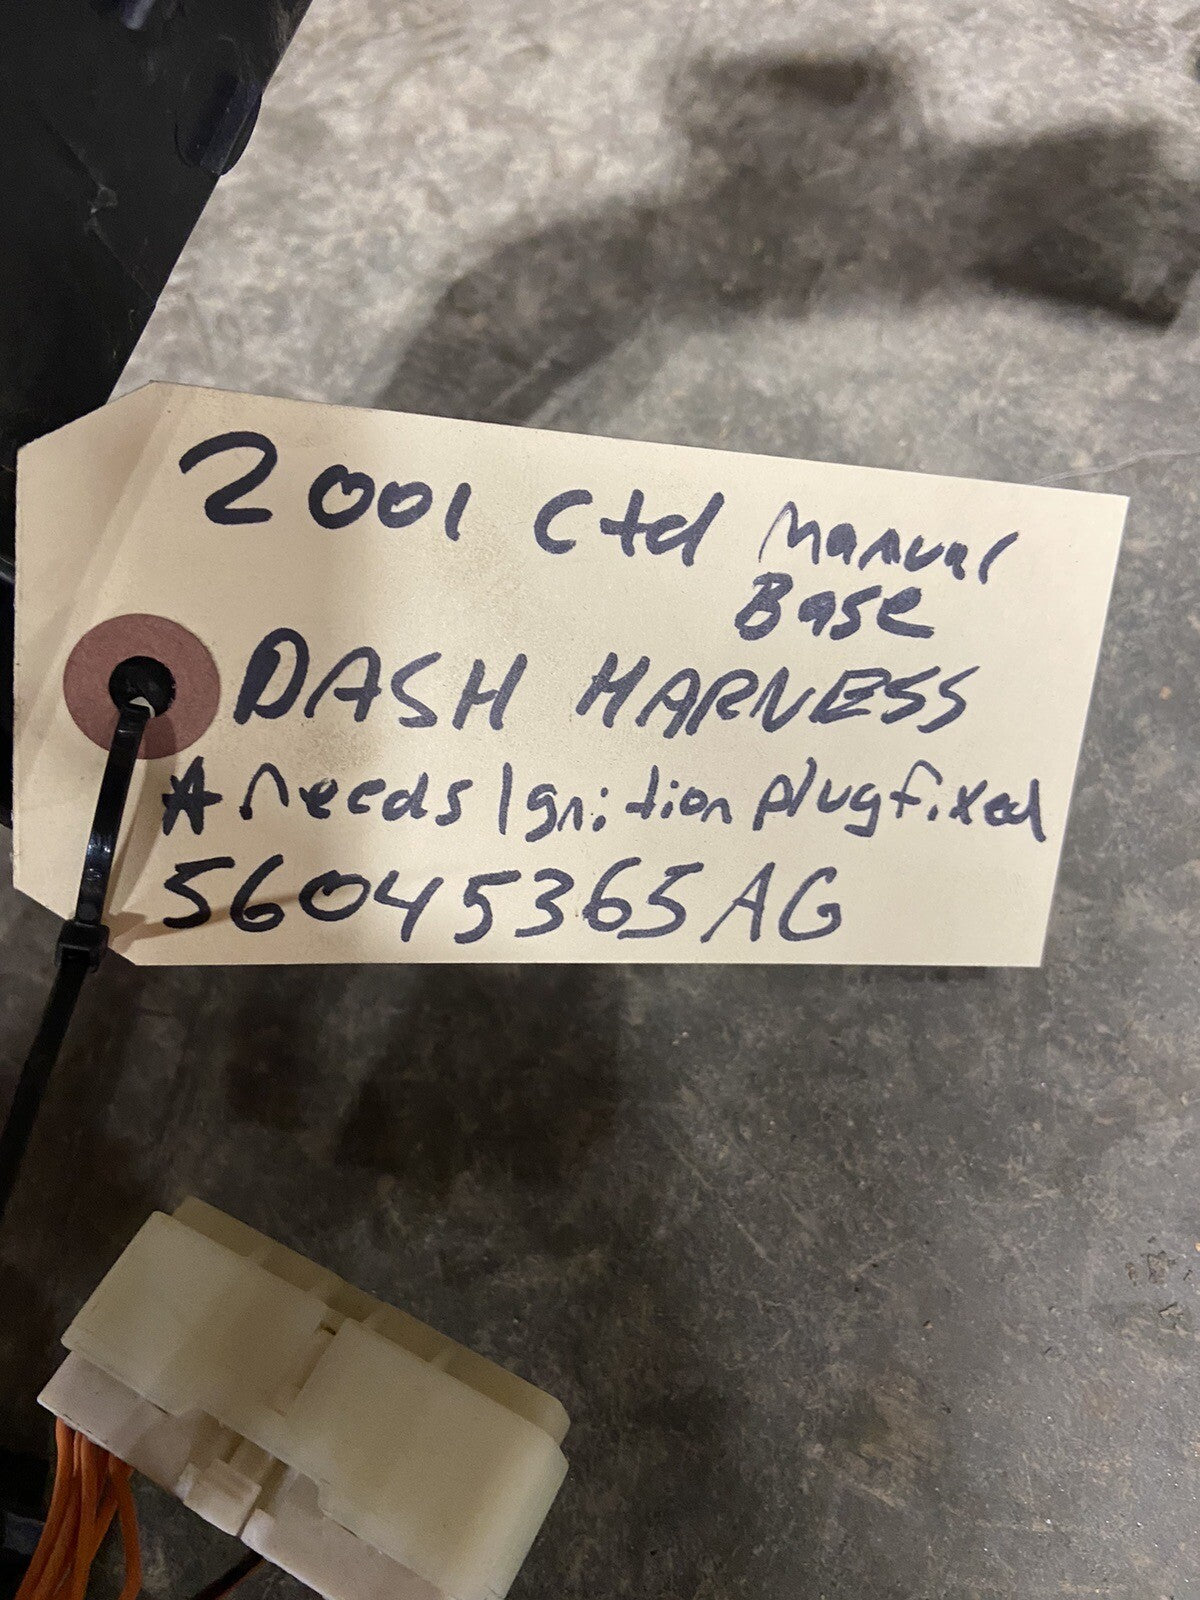 2001 Ctd Manual
Base
DASH HARNESS
☆ needs Ignition plug fixed
56045365AG